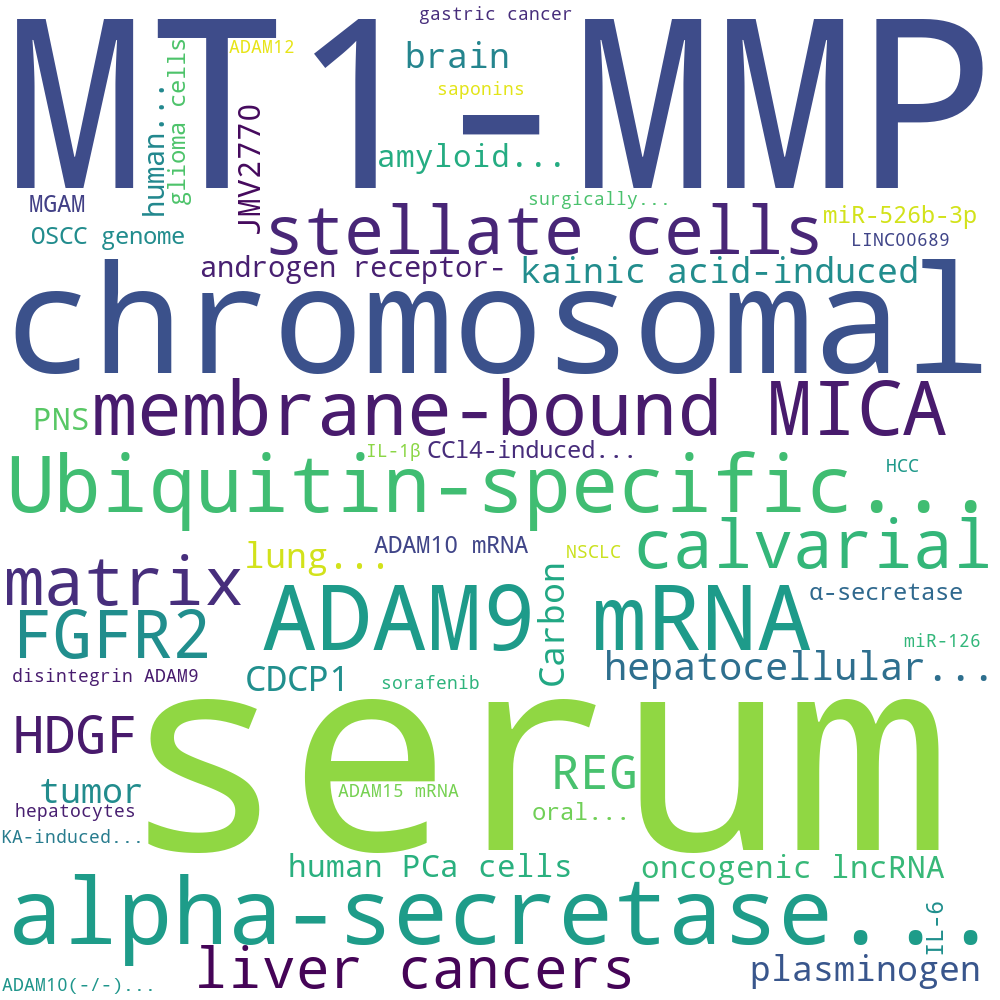 gastric cancer
MT1-MMP
ADAM12
brain
saponins
human...
glioma cells
JMV2770
amyloid...
MGAM
surgically...
stellate cells
miR-526b-3p
OSCC genome
LINC00689
androgen receptor-
kainic acid-induced
chromosomal
membrane-bound MICA
PNS
IL-1β
CCl4-induced...
Ubiquitin-specific...
HCC
calvarial
ADAM10 mRNA
NSCLC
lung...
matrix
Carbon
α-secretase
ADAM9 mRNA
FGFR2
miR-126
disintegrin ADAM9
CDCP1
sorafenib
hepatocellular...
serum
HDGF
REG
tumor
ADAM15 mRNA
hepatocytes
oral...
KA-induced...
human PCa cells
oncogenic lncRNA
alpha-secretase...
IL-6
liver cancers
plasminogen
ADAM10(-/-)...